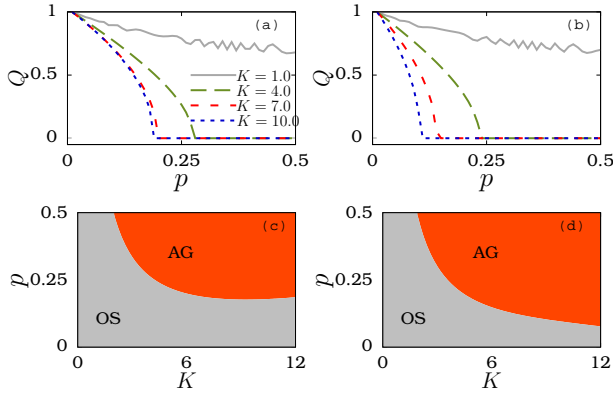 1 (a) 1 (b)
Q 0.5 Q 0.5
K = 1.0
K = 4.0
K = 7.0
K = 10.0
0 0
0 0.25 0.5 0 0.25 0.5
p p
0.5 (c) 0.5 (d)
AG AG
p 0.25 p 0.25
OS OS
0 0
0 6 12 0 6 12
K K